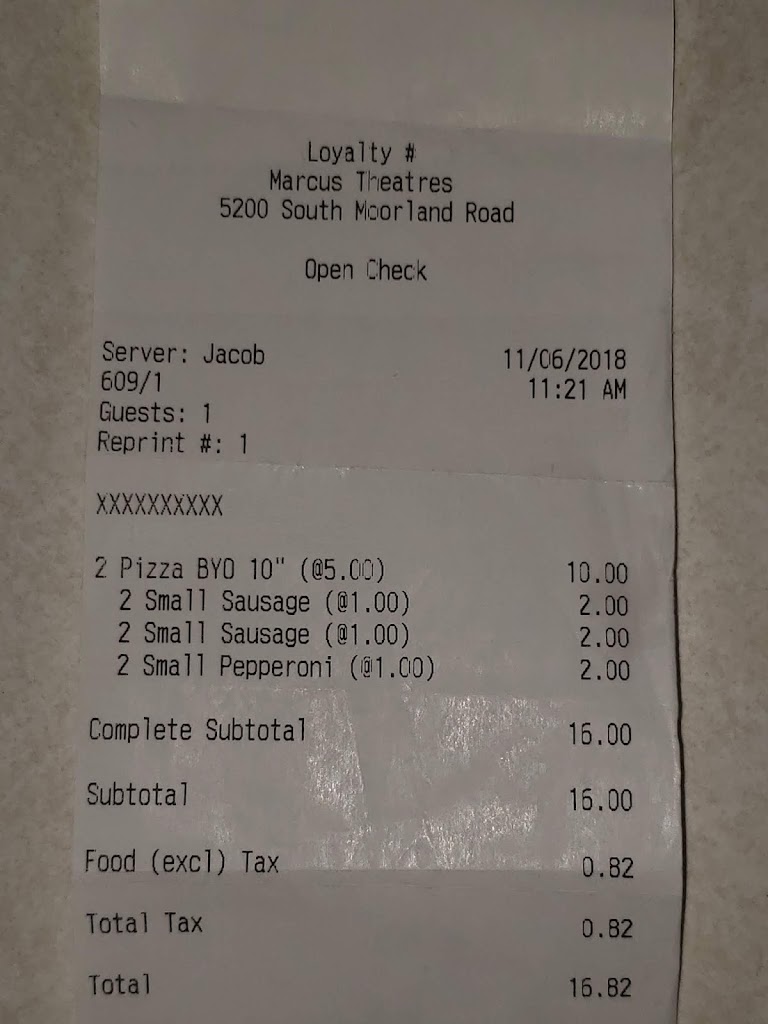 Loyalty #
Marcus Theatres
5200 South Moorland Road
Open Check
Server: Jacob 11/06/2018
609/1 11:21 AM
Guests: 1
Reprint #: 1
XXXXXXXXXX
2 Pizza BYO 10" (@5.00) 10.00
2 Small Sausage (@1.00) 2.00
2 Small Sausage (@1.00) 2.00
2 Small Pepperoni (@1.00) 2.00
Complete Subtotal 16.00
Subtotal 16.00
Food (excl) Tax 0.82
Total Tax 0.82
Total 16.82